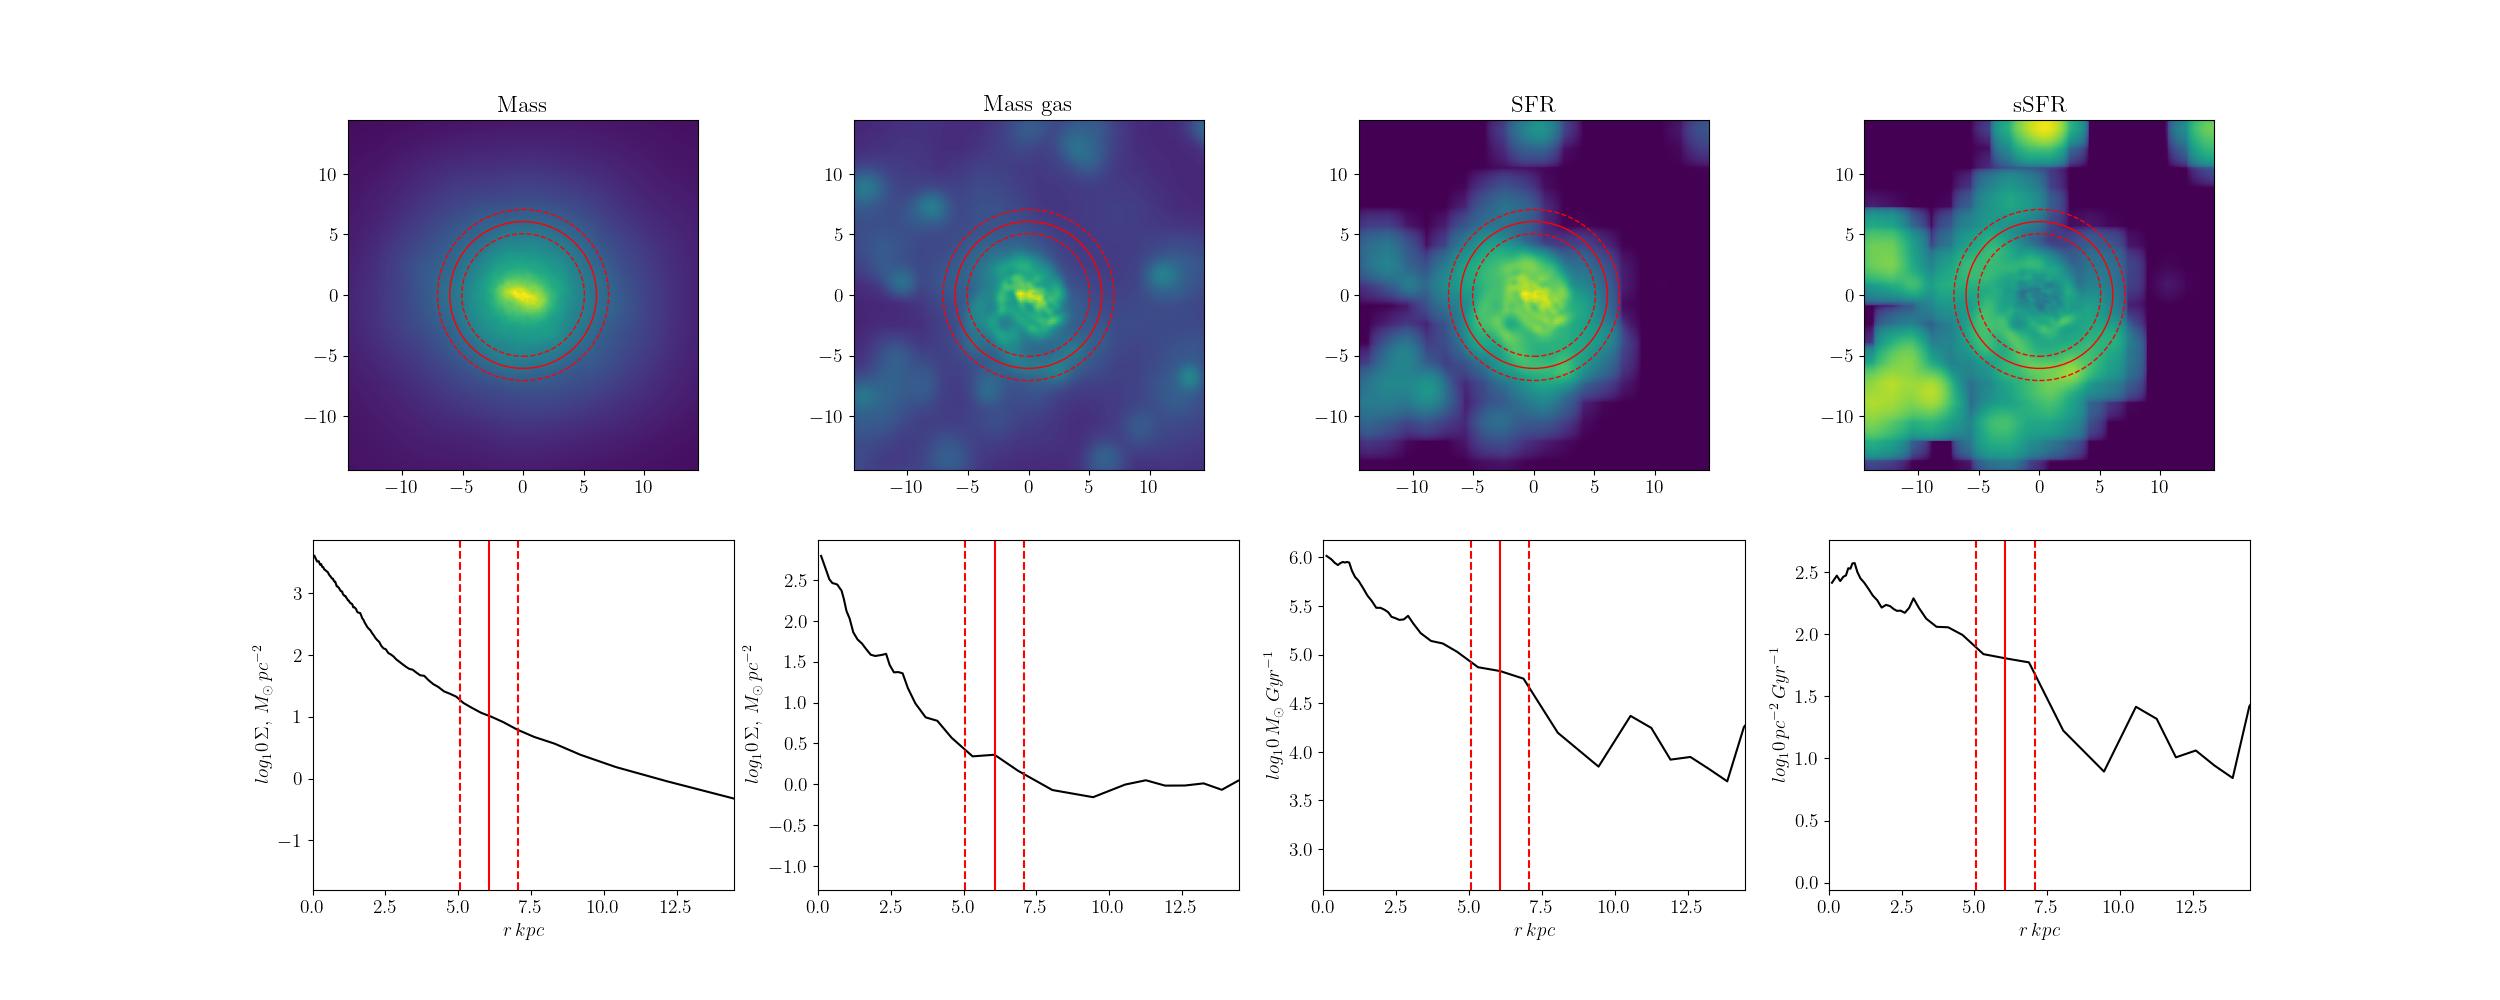 Mass Mass gas SFR sSFR
10 10 10 10
5 5 5 5
0 0 0 0
−5 −5 −5 −5
−10 −10 −10 −10
−10 −5 0 5 10 −10 −5 0 5 10 −10 −5 0 5 10 −10 −5 0 5 10
log₁0 Σ, M⊙ pc⁻²
3
2
1
0
−1
0.0 2.5 5.0 7.5 10.0 12.5
r kpc
log₁0 Σ, M⊙ pc⁻²
2.5
2.0
1.5
1.0
0.5
0.0
−0.5
−1.0
0.0 2.5 5.0 7.5 10.0 12.5
log₁0 M⊙ Gyr⁻¹
6.0
5.5
5.0
4.5
4.0
3.5
3.0
0.0 2.5 5.0 7.5 10.0 12.5
r kpc
log₁0 pc⁻² Gyr⁻¹
2.5
2.0
1.5
1.0
0.5
0.0
0.0 2.5 5.0 7.5 10.0 12.5
r kpc